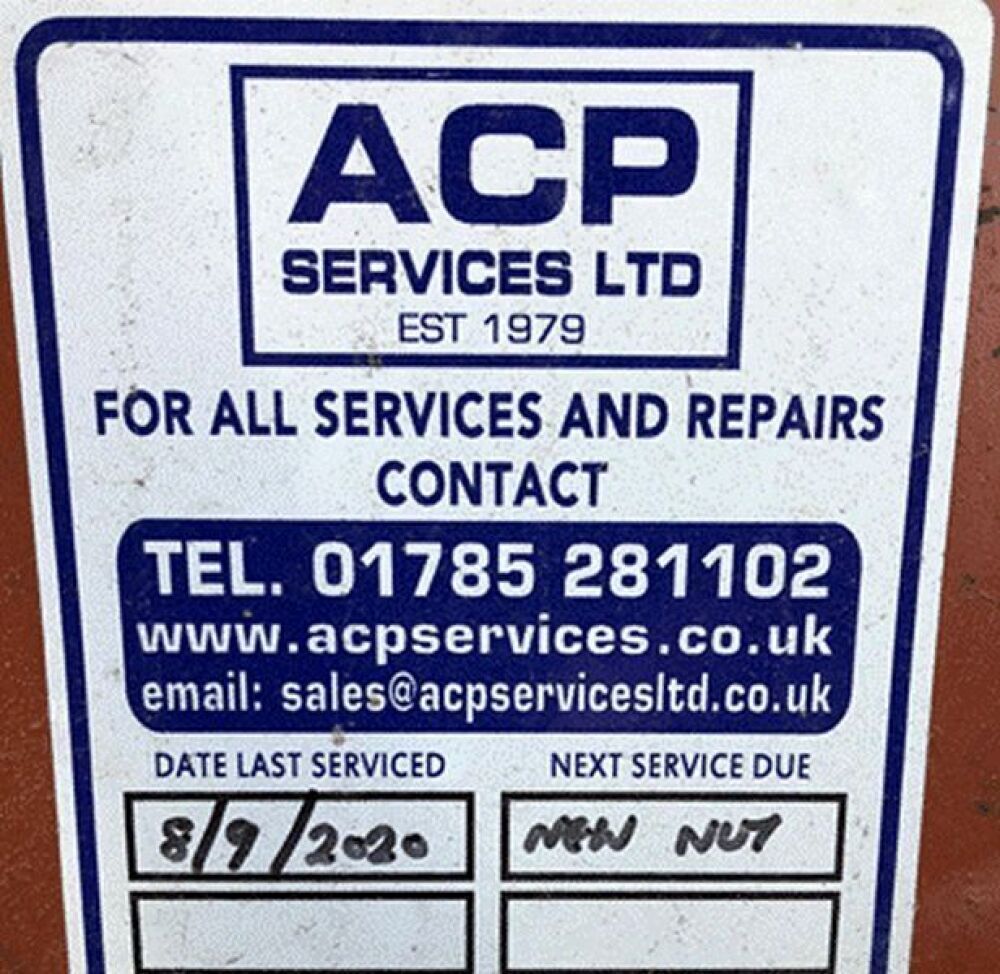 ACP
SERVICES LTD
EST 1979
FOR ALL SERVICES AND REPAIRS
CONTACT
TEL. 01785 281102
www.acpservices.co.uk
email: sales@acpservicesltd.co.uk
DATE LAST SERVICED NEXT SERVICE DUE
8/9/2020 NEW NUT